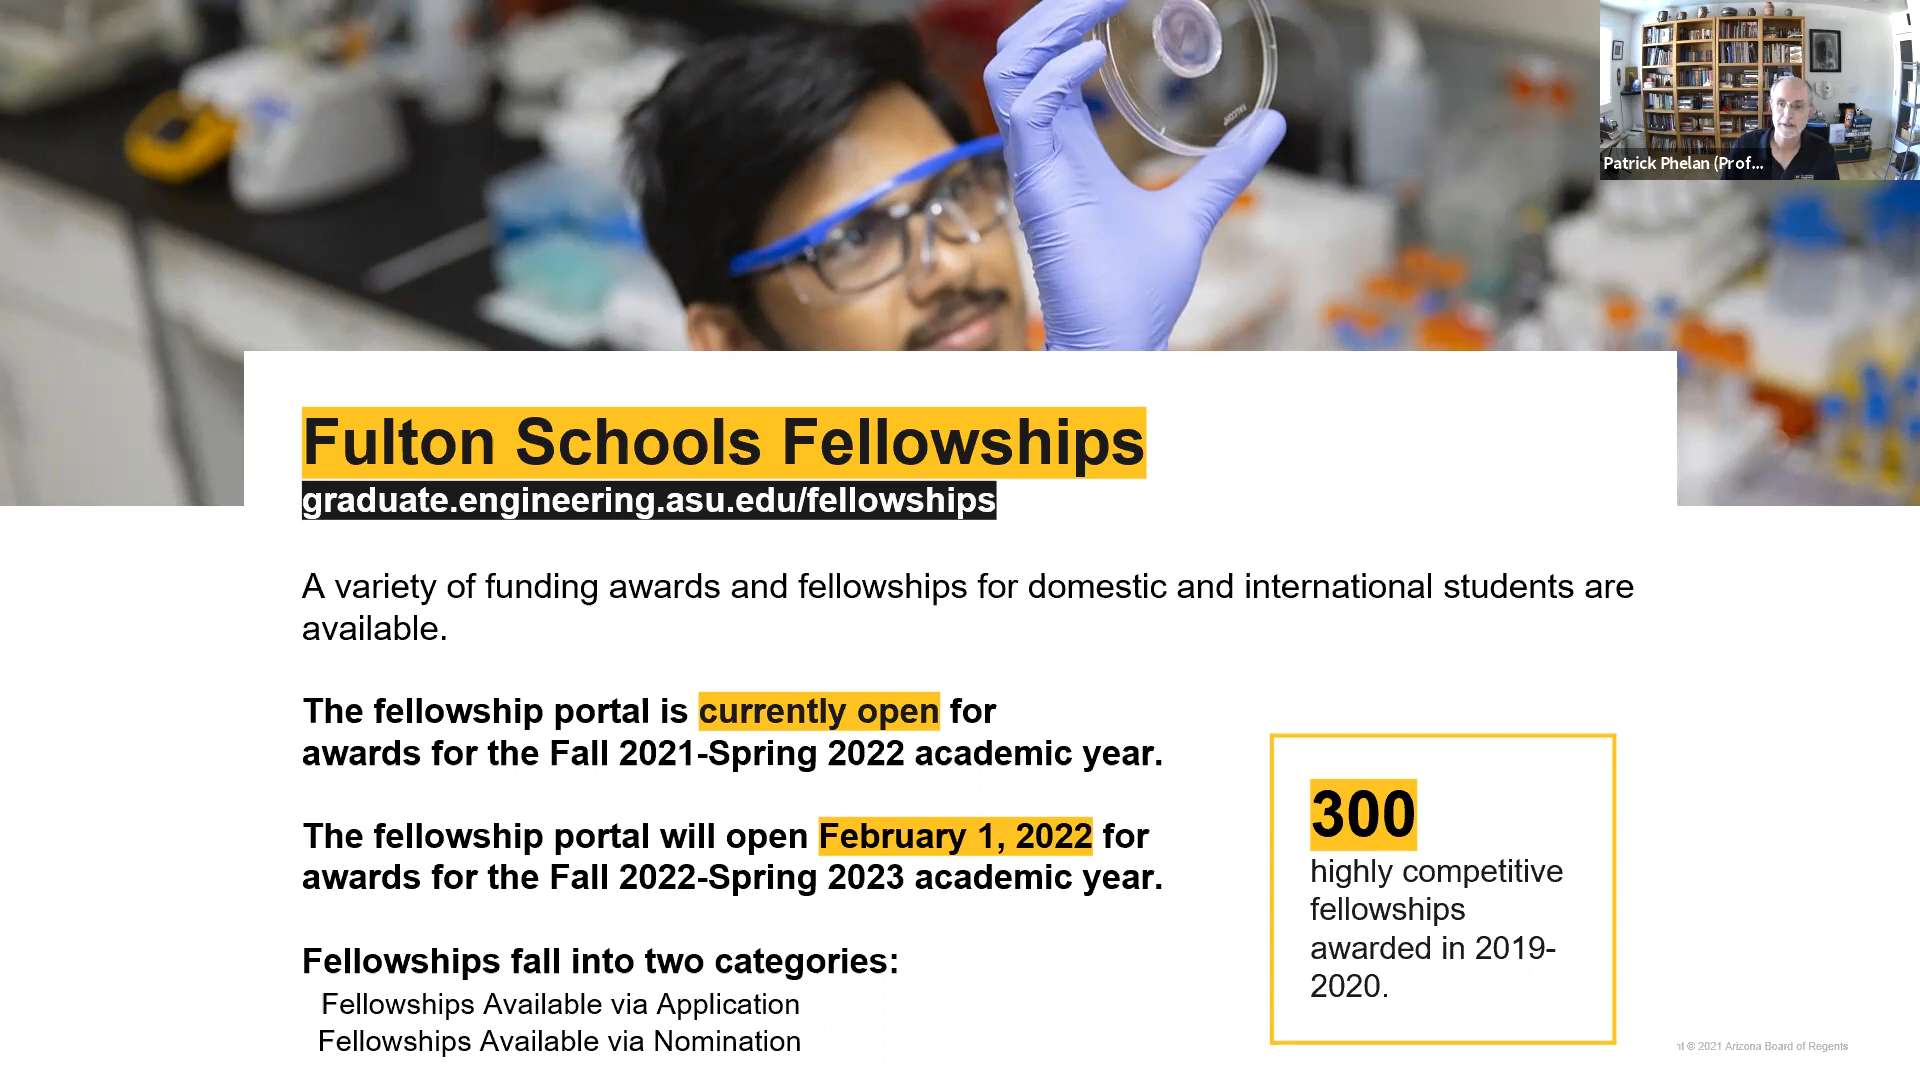 Patrick Phelan (Prof...
Fulton Schools Fellowships
graduate.engineering.asu.edu/fellowships
A variety of funding awards and fellowships for domestic and international students are
available.
The fellowship portal is currently open for
awards for the Fall 2021-Spring 2022 academic year.
The fellowship portal will open February 1, 2022 for
awards for the Fall 2022-Spring 2023 academic year.
Fellowships fall into two categories:
Fellowships Available via Application
Fellowships Available via Nomination
300
highly competitive
fellowships
awarded in 2019-
2020.
© 2021 Arizona Board of Regents